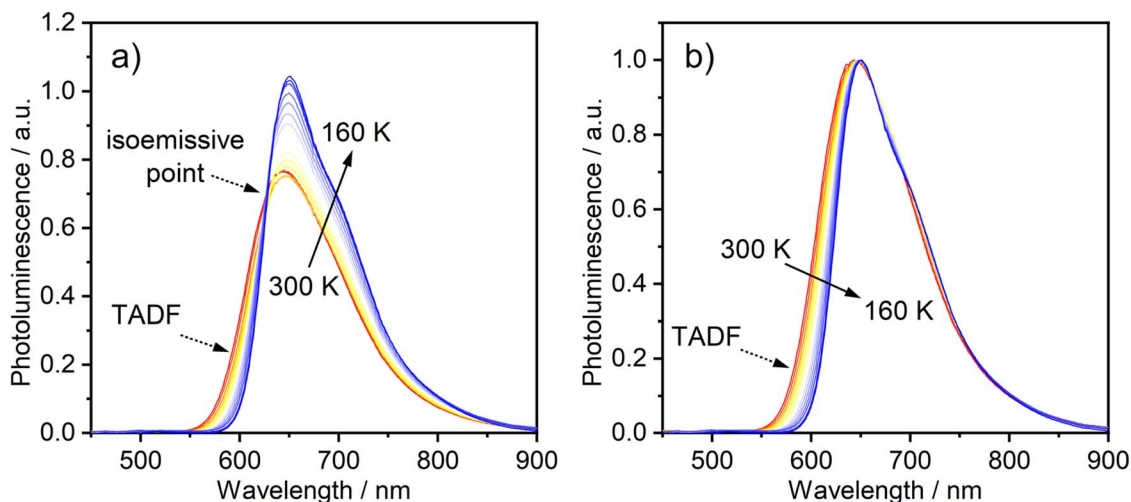 a)
1.2
1.0
0.8
0.6
0.4
0.2
0.0
Photoluminescence / a.u.
isoemissive
point
160 K
300 K
TADF
500
600
700
800
900
Wavelength / nm
b)
1.0
0.8
0.6
0.4
0.2
0.0
Photoluminescence / a.u.
300 K
160 K
TADF
500
600
700
800
900
Wavelength / nm